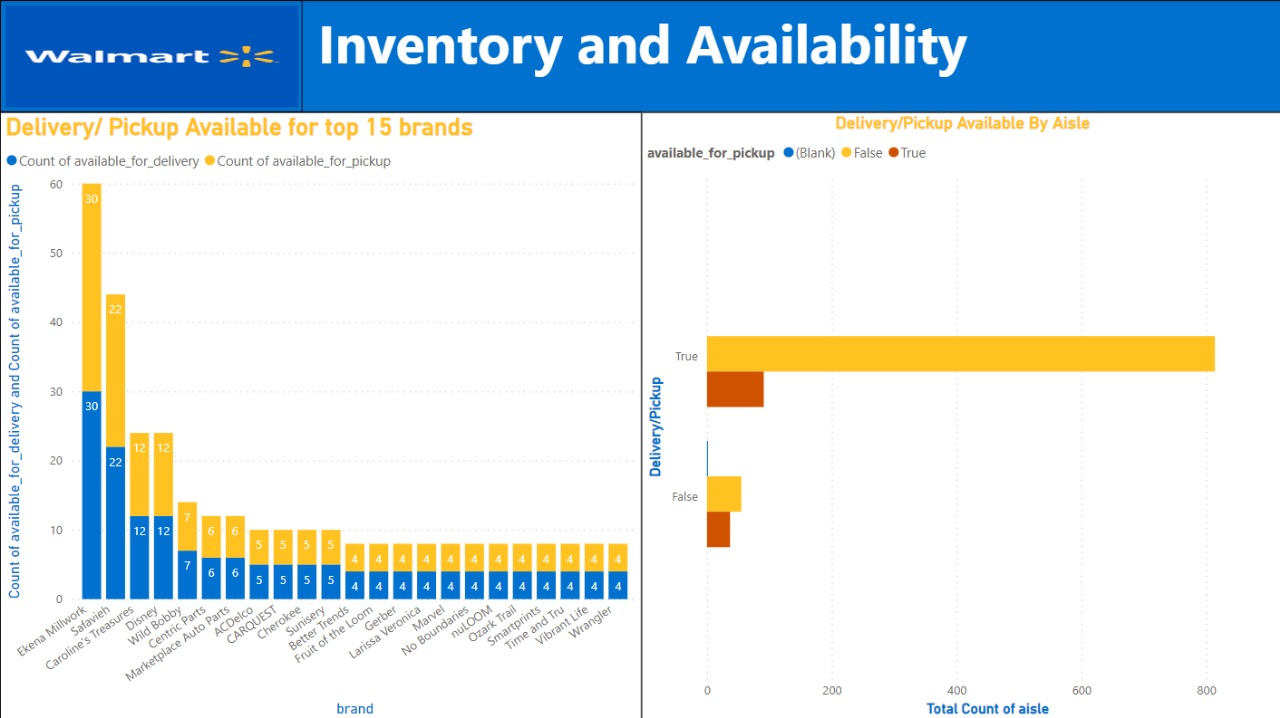 Walmart
Inventory and Availability
Delivery/ Pickup Available for top 15 brands
Count of available_for_delivery Count of available_for_pickup
Count of available_for_delivery and Count of available_for_pickup
60
50
40
30
20
10
0
30 22 12 12 7 6 6 5 5 5 5 4 4 4 4 4 4 4 4 4 4 4 4
30 22 12 12 7 6 6 5 5 5 5 4 4 4 4 4 4 4 4 4 4 4 4
Ekena Millwork
Safavieh
Caroline's Treasures
Disney
Wild Bobby
Centric Parts
Marketplace Auto Parts
ACDelco
CARQUEST
Cherokee
Sunisery
Better Trends
Fruit of the Loom
Gerber
Larissa Veronica
Marvel
No Boundaries
nuLOOM
Ozark Trail
Smartprints
Time and Tru
Vibrant Life
Wrangler
brand
Delivery/Pickup Available By Aisle
available_for_pickup (Blank) False True
Delivery/Pickup
True
False
0 200 400 600 800
Total Count of aisle